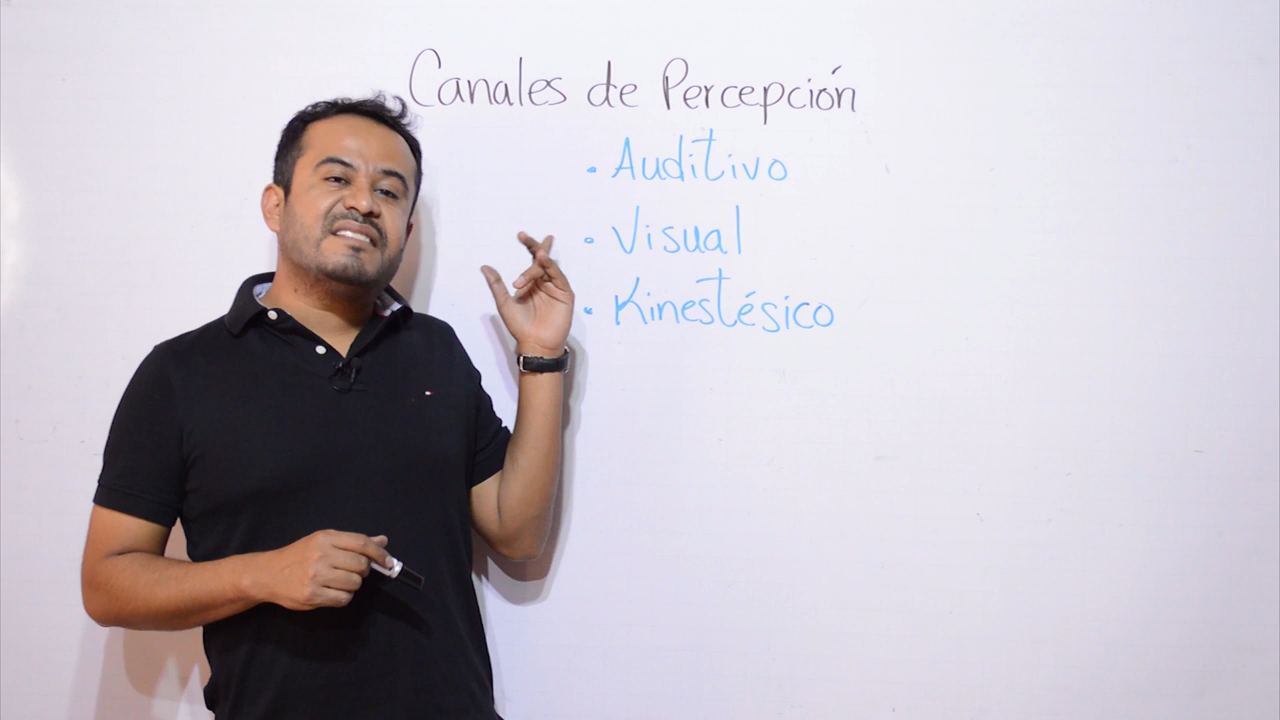 Canales de Percepción
• Auditivo
• Visual
• Kinestésico